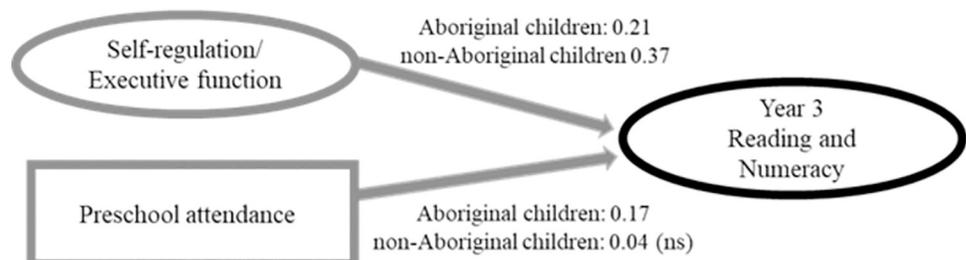 Aboriginal children: 0.21
non-Aboriginal children 0.37
Self-regulation/
Executive function
Year 3
Reading and
Numeracy
Preschool attendance
Aboriginal children: 0.17
non-Aboriginal children: 0.04 (ns)